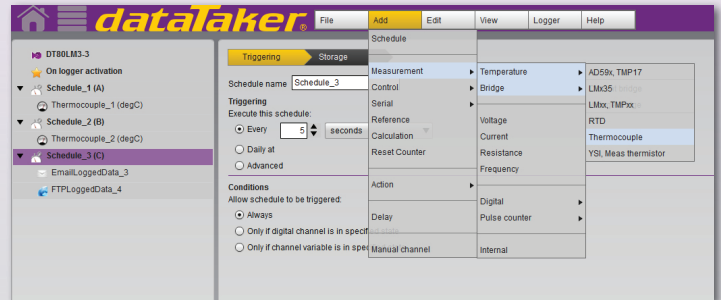 dataTaker®
File Add Edit View Logger Help
DT80LM3-3
On logger activation
Schedule_1 (A)
Thermocouple_1 (degC)
Schedule_2 (B)
Thermocouple_2 (degC)
Schedule_3 (C)
EmailLoggedData_3
FTPLoggedData_4
Triggering Storage
Schedule name Schedule_3
Triggering
Execute this schedule:
Every 5 seconds
Daily at
Advanced
Conditions
Allow schedule to be triggered:
Always
Only if digital channel is in specified state
Only if channel variable is in spec
Schedule
Measurement
Control
Serial
Reference
Calculation
Reset Counter
Action
Delay
Manual channel
Temperature
Bridge
Voltage
Current
Resistance
Frequency
Digital
Pulse counter
Internal
AD59x, TMP17
LMx35
LMxx, TMPxx
RTD
Thermocouple
YSI, Meas thermistor